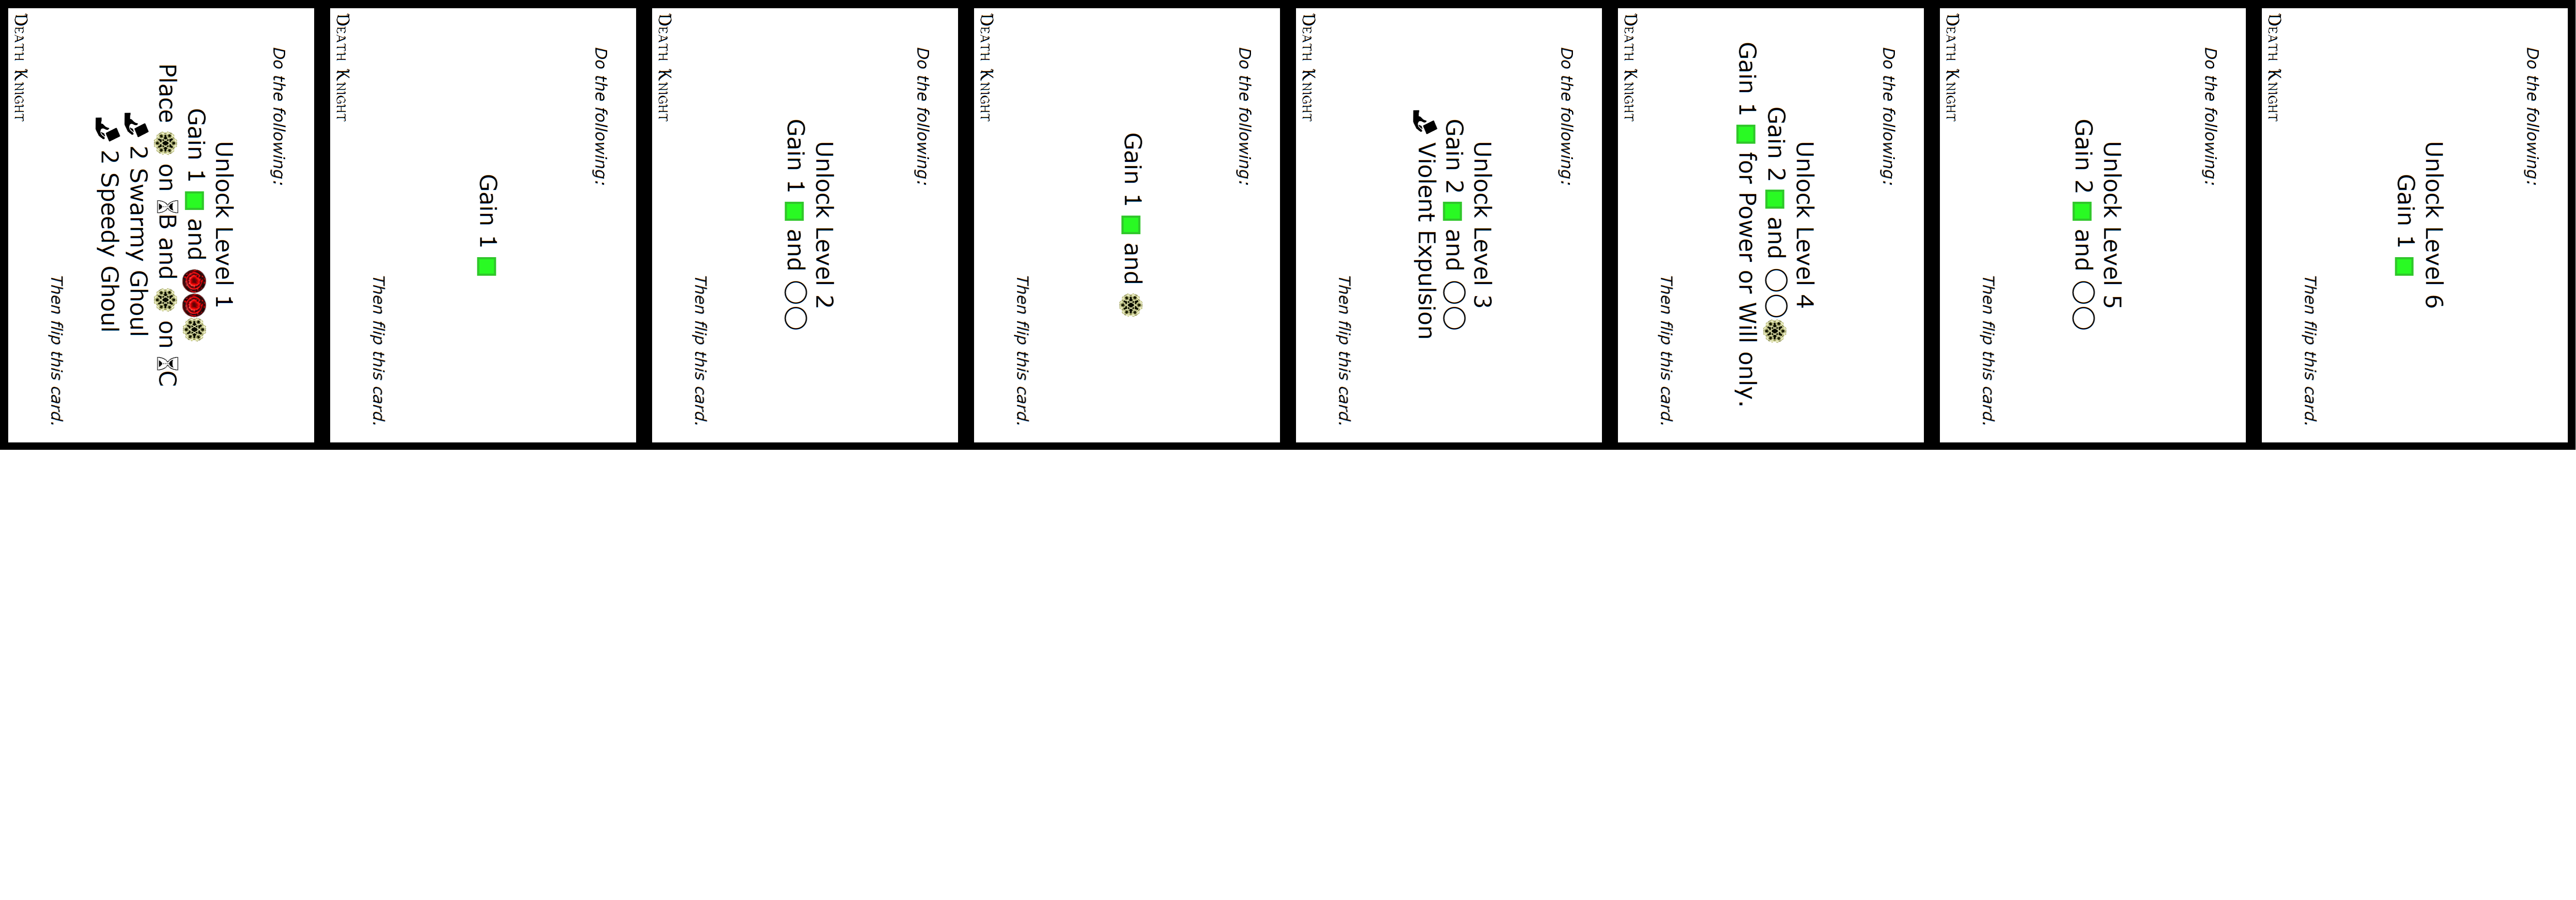 Do the following:
Unlock Level 1
Gain 1 and
Place on B and on C
2 Swarmy Ghoul
2 Speedy Ghoul
Then flip this card.
Death Knight
Do the following:
Gain 1
Then flip this card.
Death Knight
Do the following:
Unlock Level 2
Gain 1 and
Then flip this card.
Death Knight
Do the following:
Gain 1 and
Then flip this card.
Death Knight
Do the following:
Unlock Level 3
Gain 2 and
Violent Expulsion
Then flip this card.
Death Knight
Do the following:
Unlock Level 4
Gain 2 and
Gain 1 for Power or Will only.
Then flip this card.
Death Knight
Do the following:
Unlock Level 5
Gain 2 and
Then flip this card.
Death Knight
Do the following:
Unlock Level 6
Gain 1
Then flip this card.
Death Knight